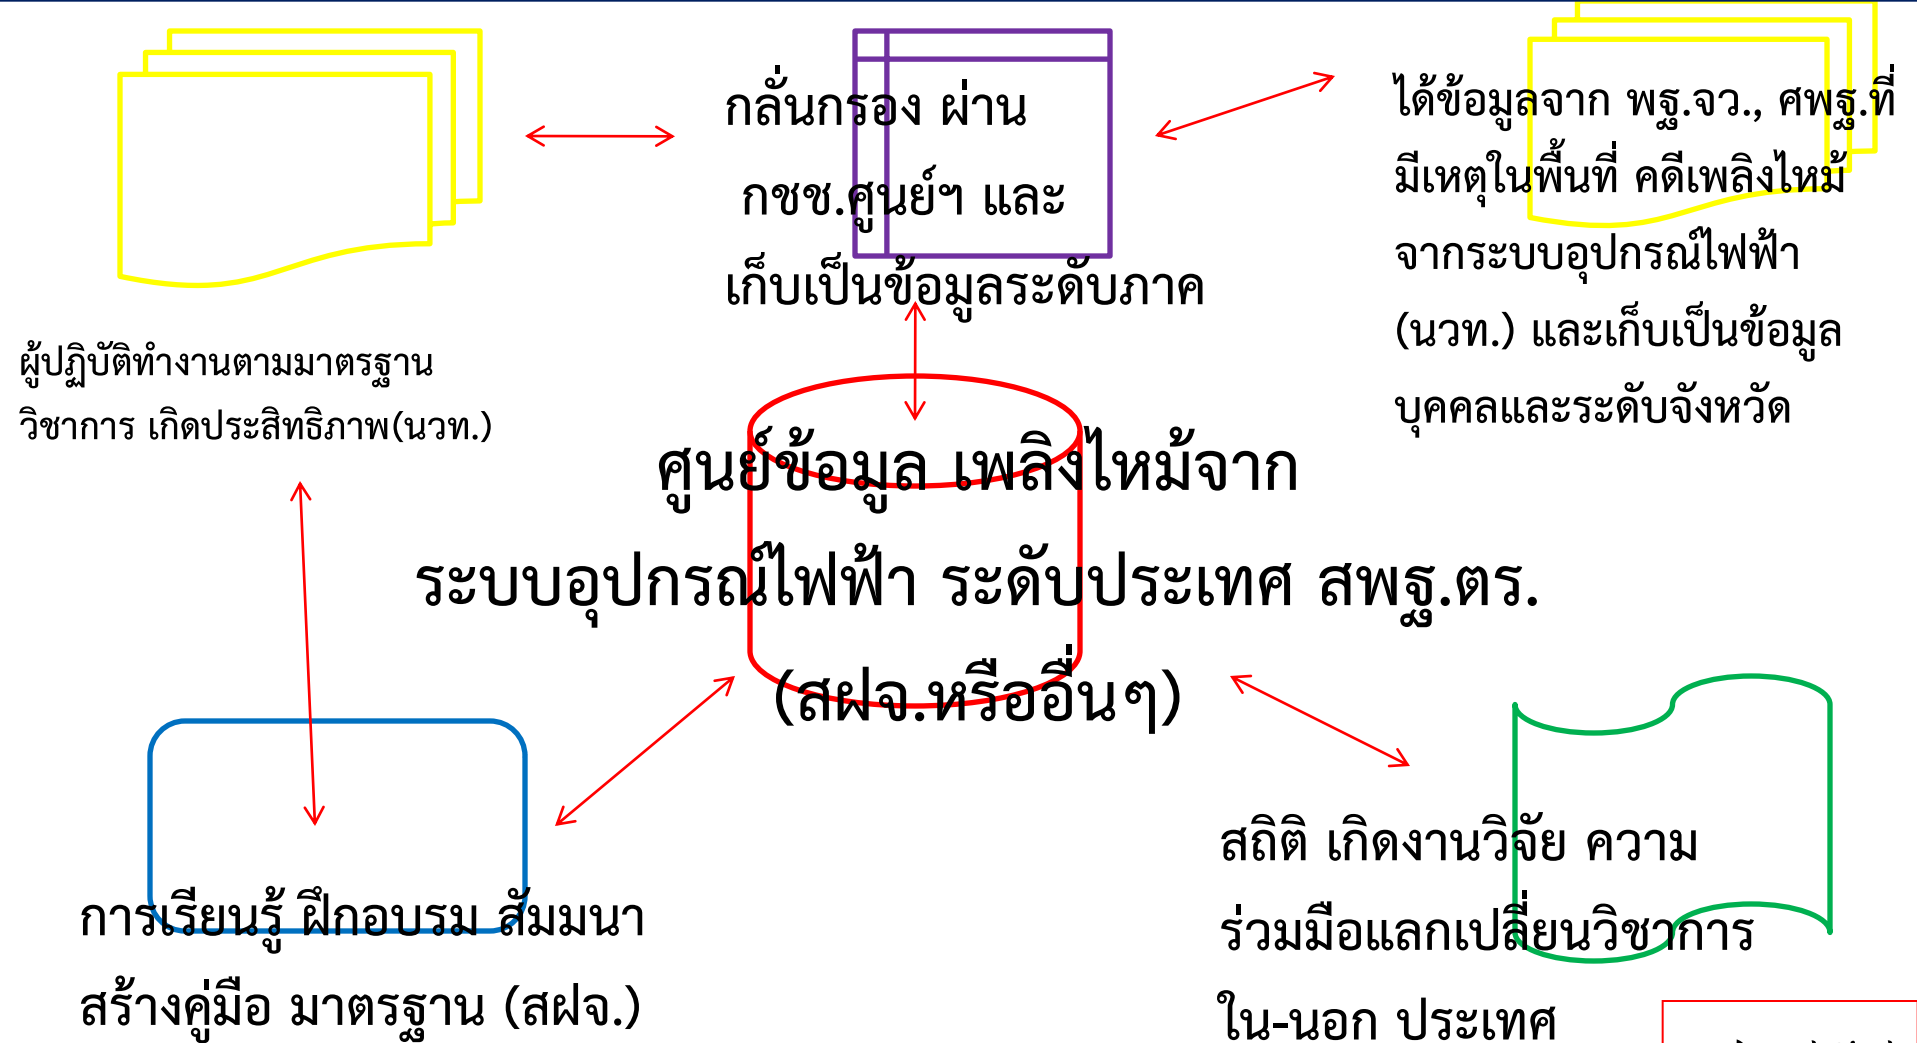 กลั่นกรอง ผ่าน
กชช.ศูนย์ฯ และ
เก็บเป็นข้อมูลระดับภาค
ได้ข้อมูลจาก พฐ.จว., ศพฐ.ที่
มีเหตุในพื้นที่ คดีเพลิงไหม้
จากระบบอุปกรณ์ไฟฟ้า
(นวท.) และเก็บเป็นข้อมูล
บุคคลและระดับจังหวัด
ผู้ปฏิบัติทำงานตามมาตรฐาน
วิชาการ เกิดประสิทธิภาพ(นวท.)
ศูนย์ข้อมูล เพลิงไหม้จาก
ระบบอุปกรณ์ไฟฟ้า ระดับประเทศ สพฐ.ตร.
(สฝจ.หรืออื่นๆ)
การเรียนรู้ ฝึกอบรม สัมมนา
สร้างคู่มือ มาตรฐาน (สฝจ.)
สถิติ เกิดงานวิจัย ความ
ร่วมมือแลกเปลี่ยนวิชาการ
ใน-นอก ประเทศ